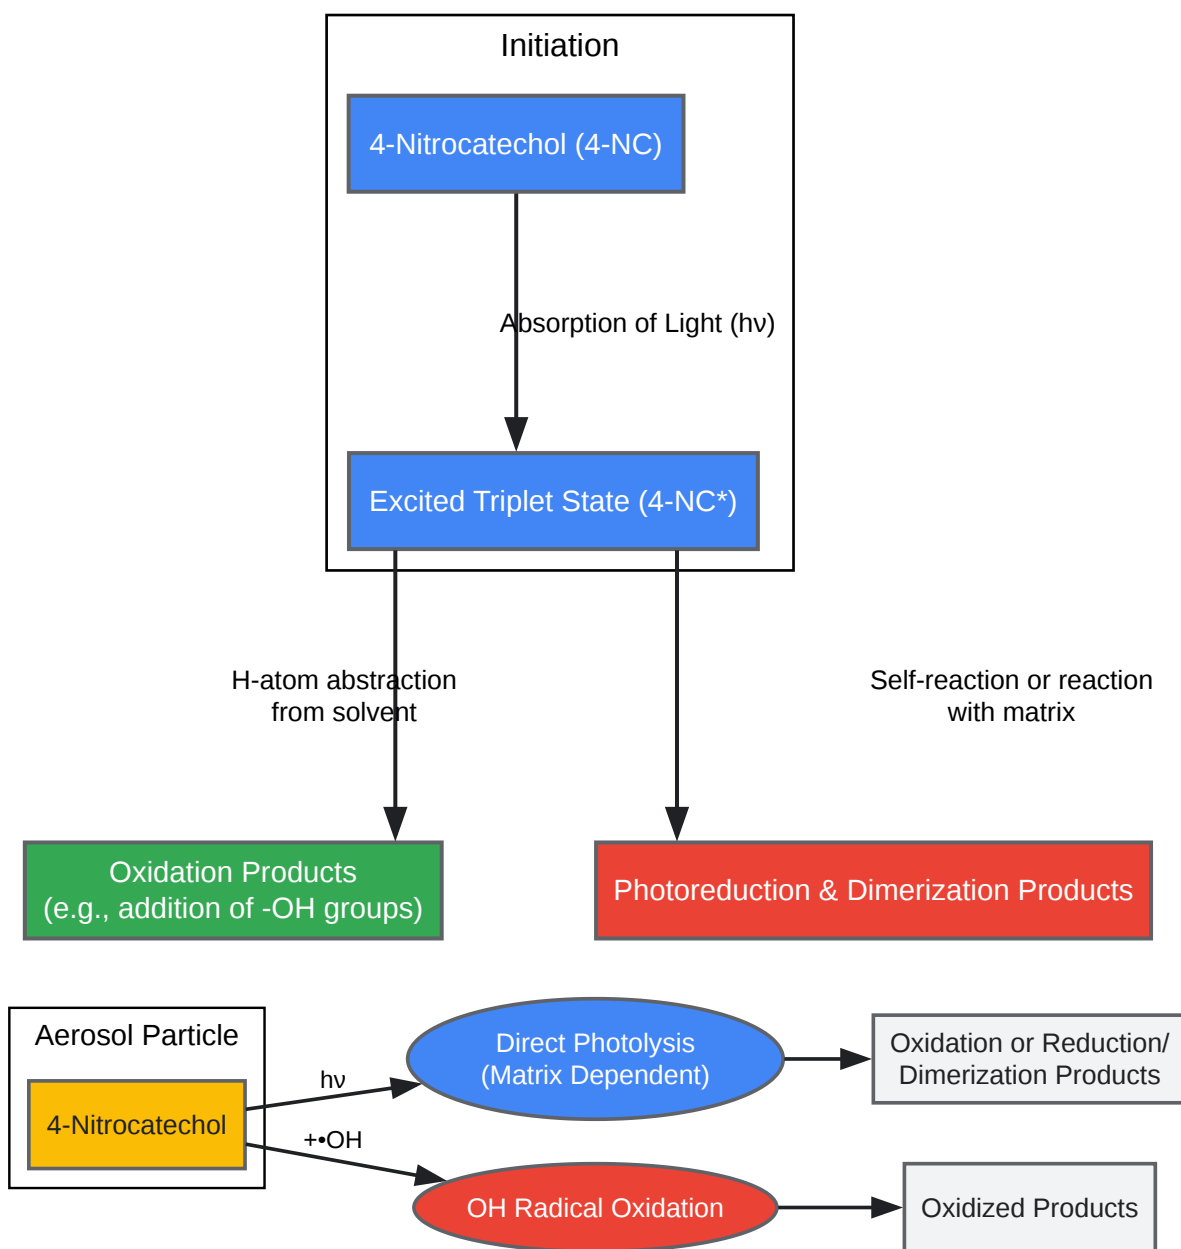 Initiation
4-Nitrocatechol (4-NC)
Absorption of Light (hν)
Excited Triplet State (4-NC*)
H-atom abstraction
from solvent
Self-reaction or reaction
with matrix
Oxidation Products
(e.g., addition of -OH groups)
Photoreduction & Dimerization Products
Aerosol Particle
4-Nitrocatechol
hν
+•OH
Direct Photolysis
(Matrix Dependent)
Oxidation or Reduction/
Dimerization Products
OH Radical Oxidation
Oxidized Products